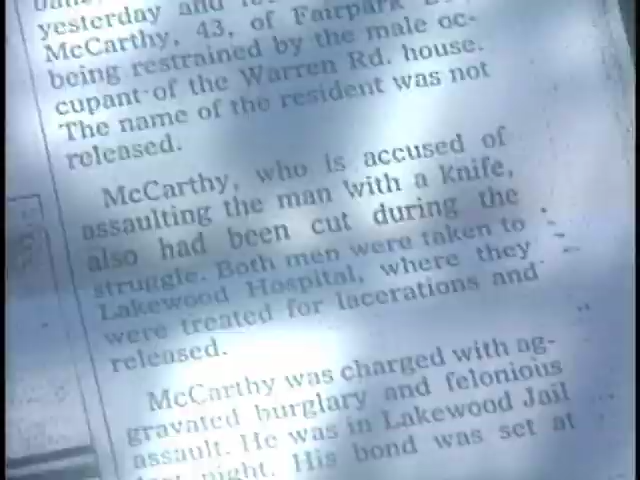 yesterday and
McCarthy, 43, of Fairpark
being restrained by the male oc-
cupant of the Warren Rd. house.
The name of the resident was not
released.
McCarthy, who is accused of
assaulting the man with a knife,
also had been cut during the
struggle. Both men were taken to
Lakewood Hospital, where they
were treated for lacerations and
released.
McCarthy was charged with ag-
gravated burglary and felonious
assault. He was in Lakewood Jail
last night. His bond was set at